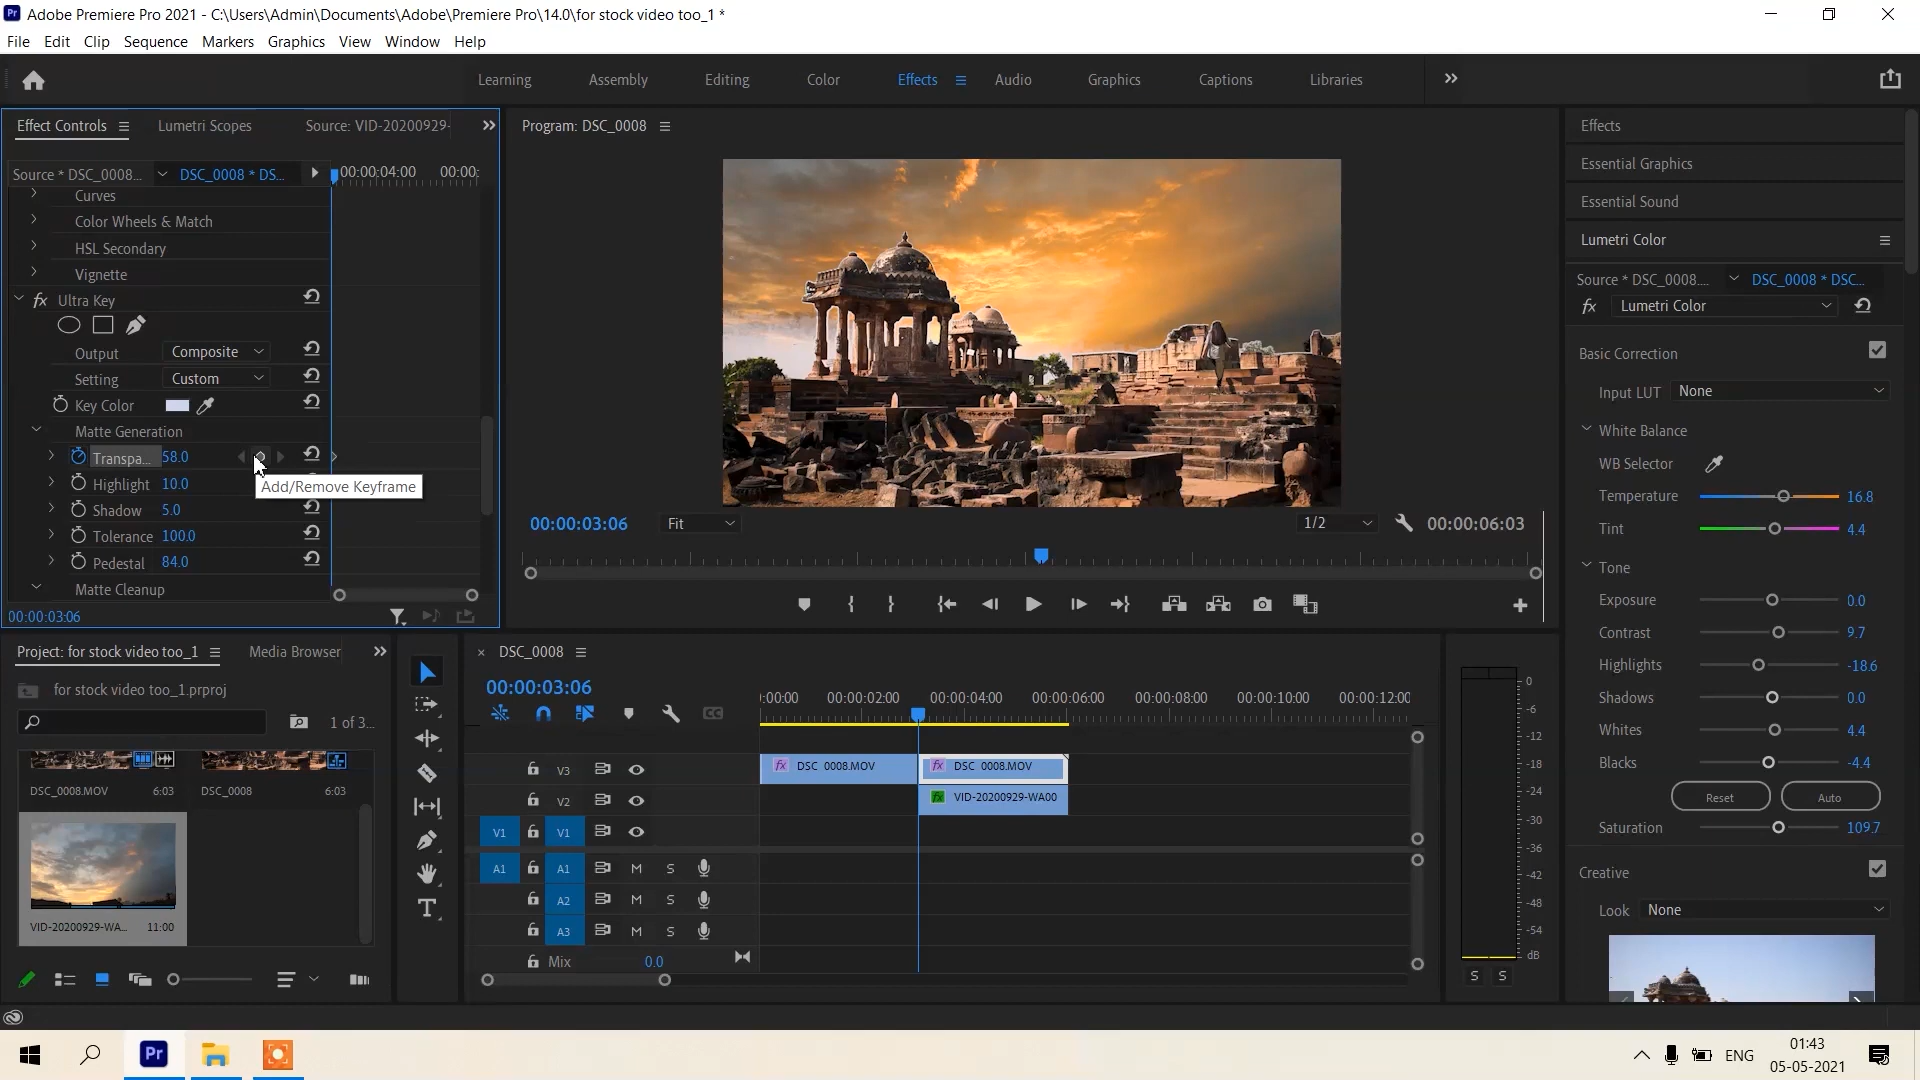 Adobe Premiere Pro 2021 - C:\Users\Admin\Documents\Adobe\Premiere Pro\14.0\for stock video too_1 *
File Edit Clip Sequence Markers Graphics View Window Help
Learning Assembly Editing Color Effects Audio Graphics Captions Libraries
Effect Controls Lumetri Scopes Source: VID-20200929-
Source * DSC_0008... DSC_0008 * DS... 00:00:04:00 00:00:
Curves
Color Wheels & Match
HSL Secondary
Vignette
fx Ultra Key
Output Composite
Setting Custom
Key Color
Matte Generation
Transpa... 58.0
Highlight 10.0
Add/Remove Keyframe
Shadow 5.0
Tolerance 100.0
Pedestal 84.0
Matte Cleanup
00:00:03:06
Program: DSC_0008
00:00:03:06 Fit 1/2 00:00:06:03
Effects
Essential Graphics
Essential Sound
Lumetri Color
Source * DSC_0008.... DSC_0008 * DSC...
fx Lumetri Color
Basic Correction
Input LUT None
White Balance
WB Selector
Temperature 16.8
Tint 4.4
Tone
Exposure 0.0
Contrast 9.7
Highlights -18.6
Shadows 0.0
Whites 4.4
Blacks -4.4
Reset Auto
Saturation 109.7
Creative
Look None
Project: for stock video too_1 Media Browser
for stock video too_1.prproj
1 of 3...
DSC_0008.MOV 6:03 DSC_0008 6:03
VID-20200929-WA... 11:00
DSC_0008
00:00:03:06
:00:00 00:00:02:00 00:00:04:00 00:00:06:00 00:00:08:00 00:00:10:00 00:00:12:00
V3 fx DSC_0008.MOV fx DSC_0008.MOV
V2 fx VID-20200929-WA00
V1 V1
A1 A1 M S
A2 M S
A3 M S
Mix 0.0
0
-6
-12
-18
-24
-30
-36
-42
-48
-54
dB
S S
Pr
ENG
01:43
05-05-2021